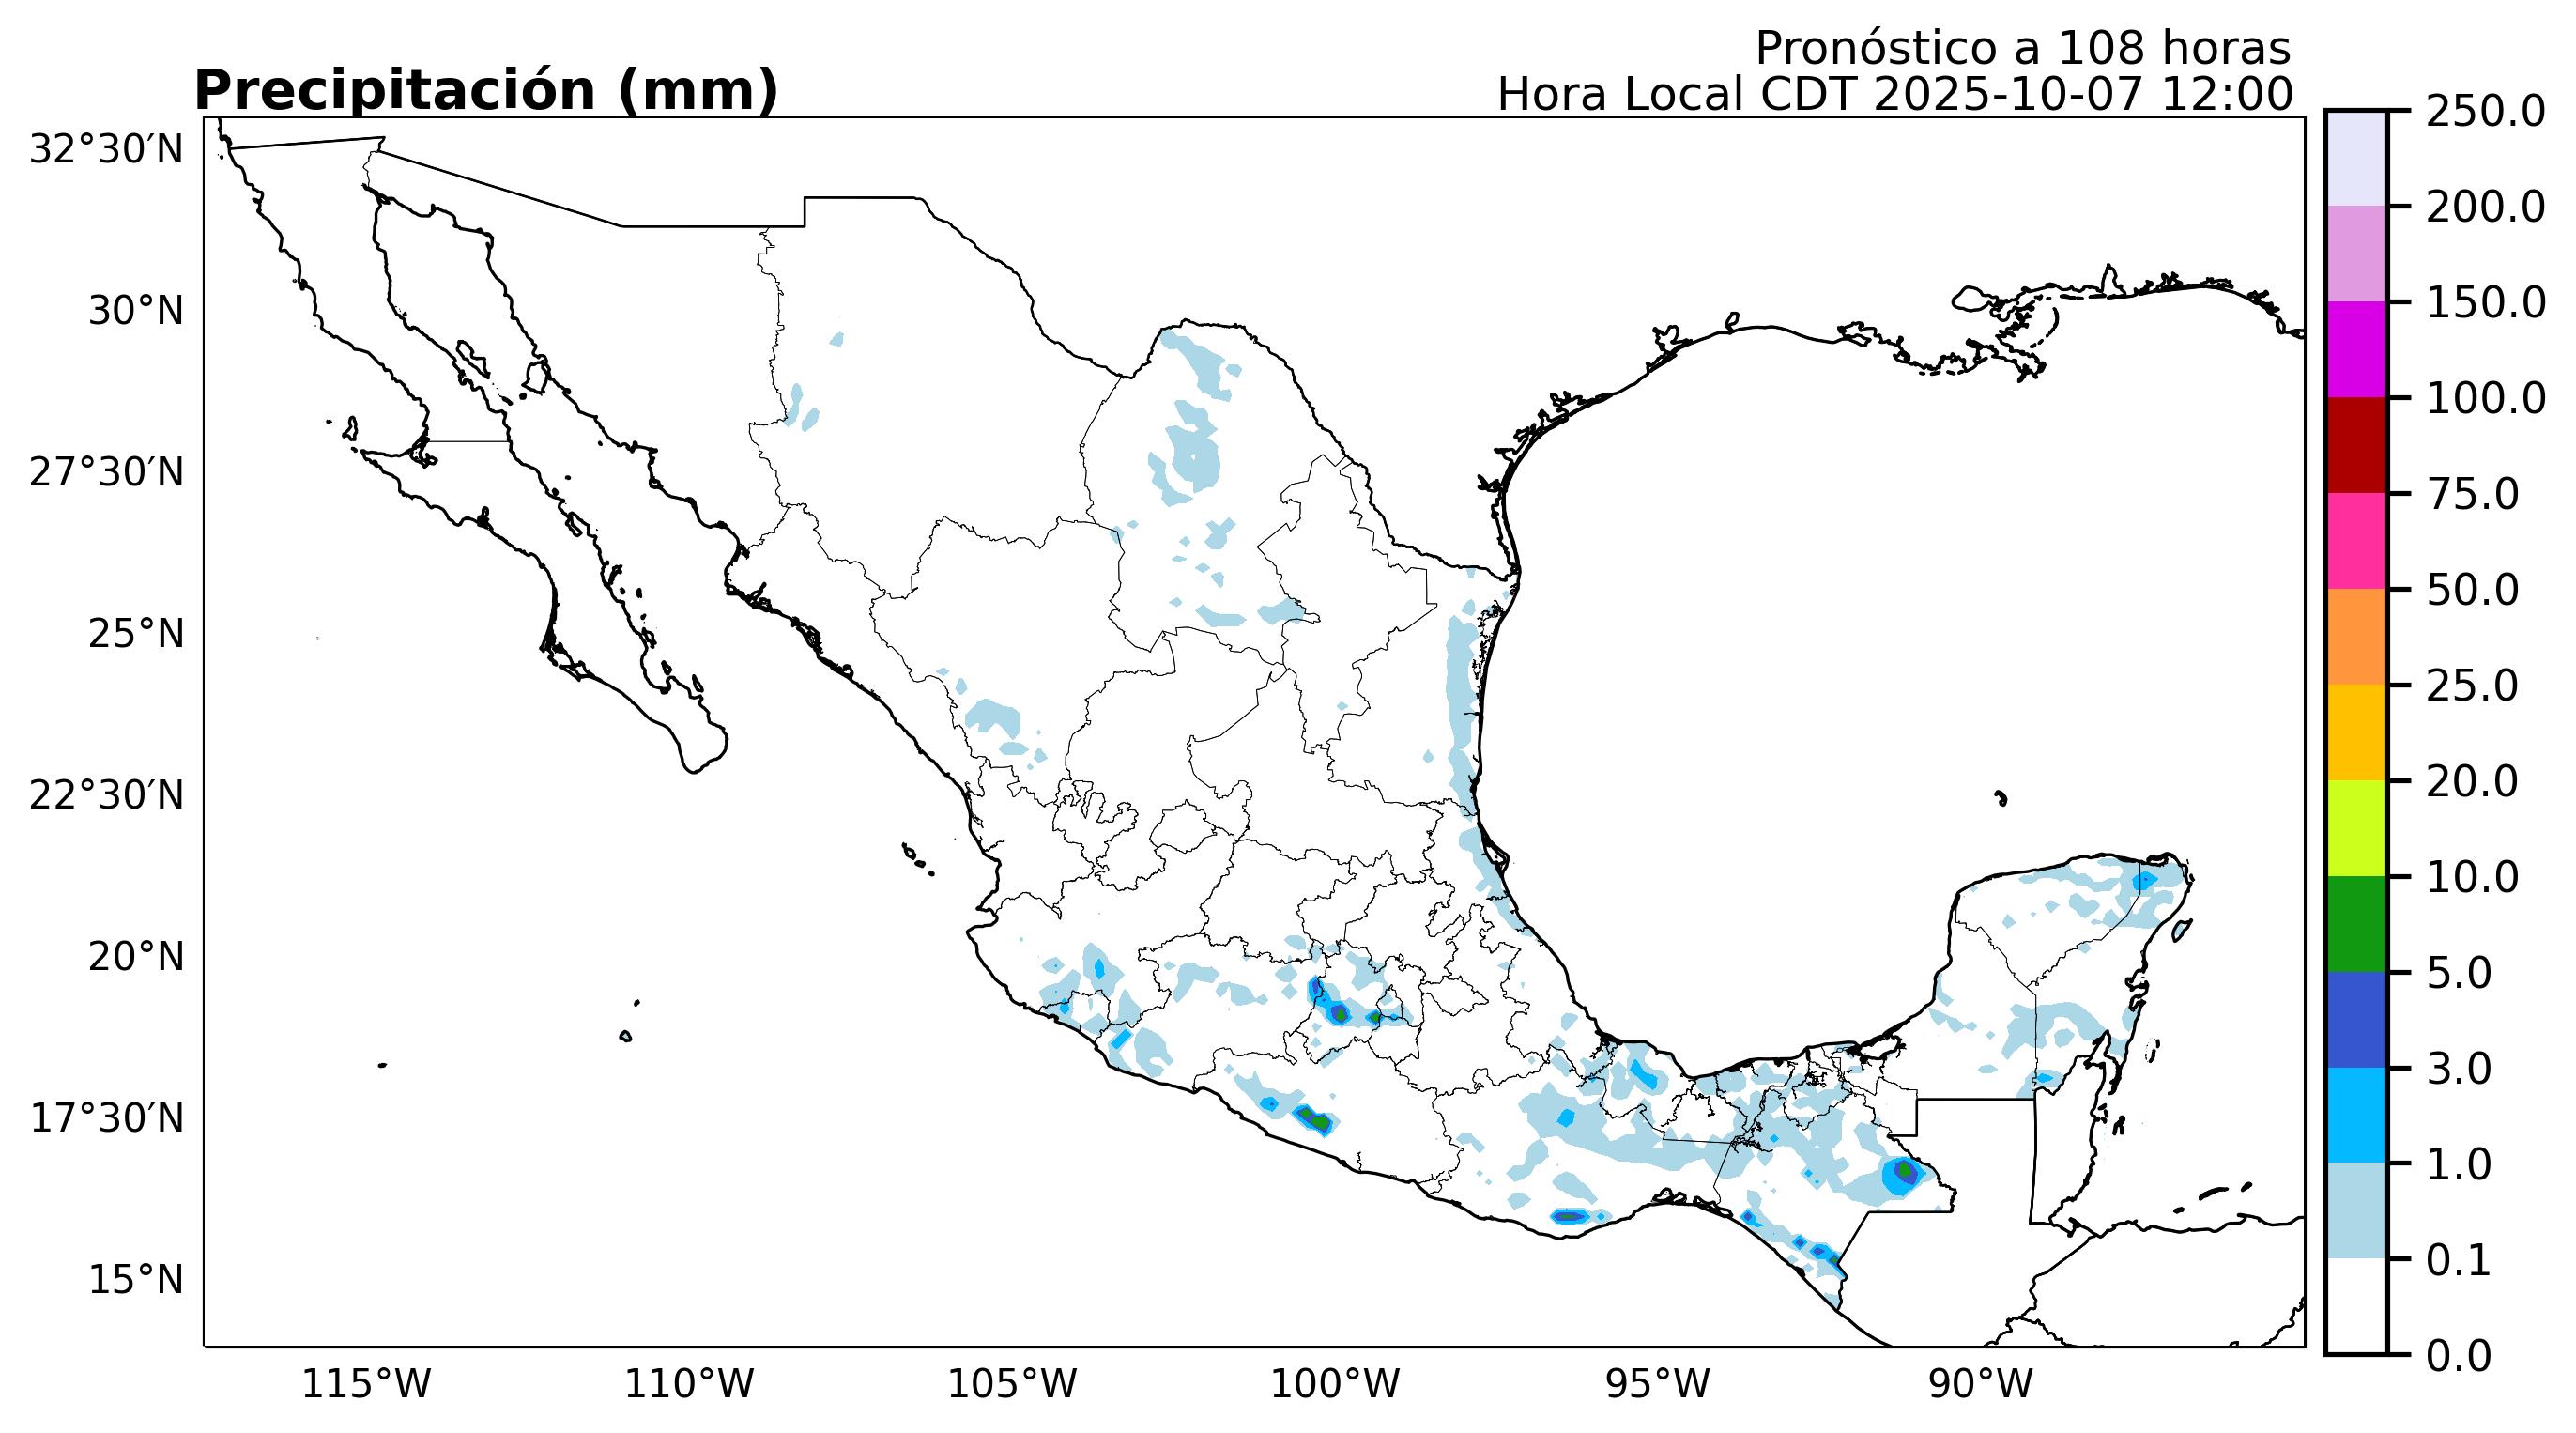 Pronóstico a 108 horas
Precipitación (mm)
Hora Local CDT 2025-10-07 12:00
32°30′N
30°N
27°30′N
25°N
22°30′N
20°N
17°30′N
15°N
115°W
110°W
105°W
100°W
95°W
90°W
250.0
200.0
150.0
100.0
75.0
50.0
25.0
20.0
10.0
5.0
3.0
1.0
0.1
0.0